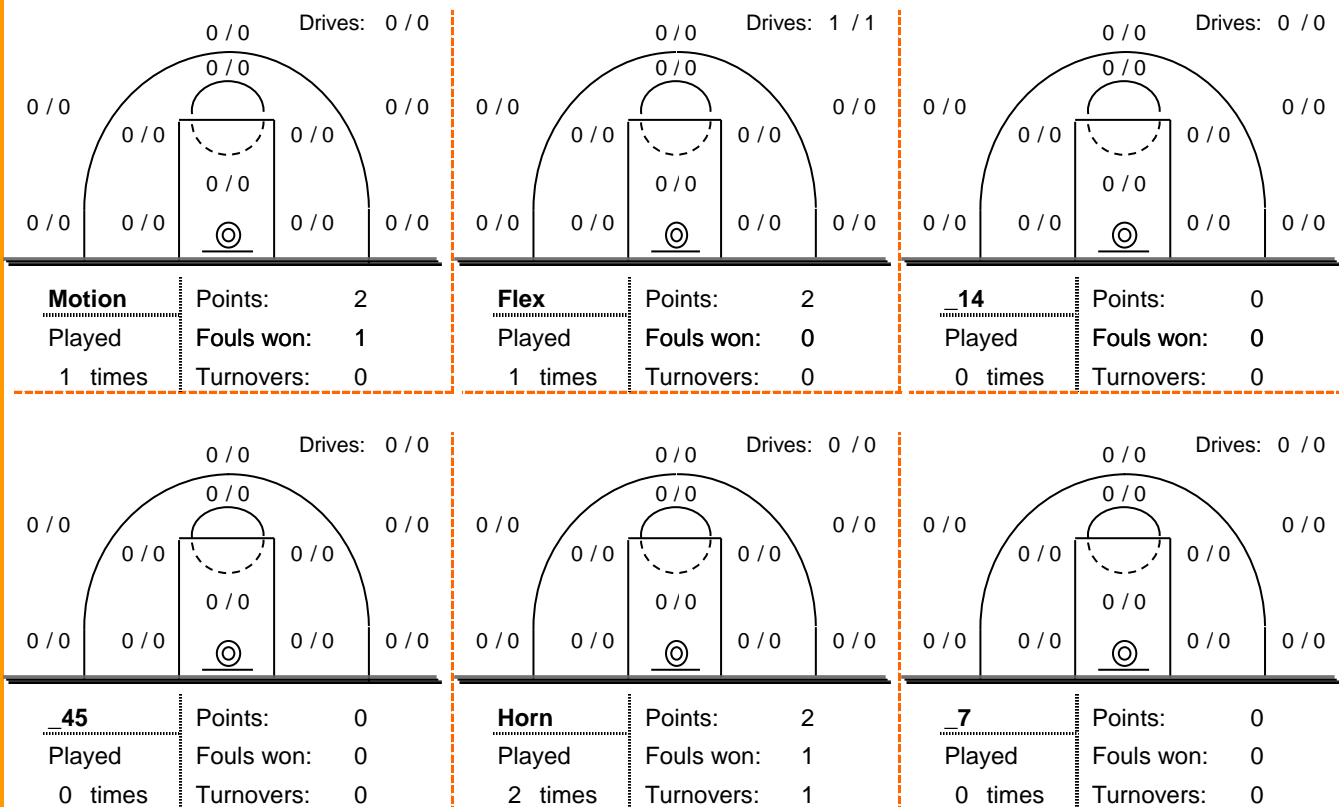 Drives: 0 / 0
0 / 0
0 / 0
0 / 0 0 / 0
0 / 0 0 / 0
0 / 0
0 / 0 0 / 0 0 / 0 0 / 0
Motion Points: 2
Played Fouls won: 1
1 times Turnovers: 0
Drives: 1 / 1
0 / 0
0 / 0
0 / 0 0 / 0
0 / 0 0 / 0
0 / 0
0 / 0 0 / 0 0 / 0 0 / 0
Flex Points: 2
Played Fouls won: 0
1 times Turnovers: 0
Drives: 0 / 0
0 / 0
0 / 0
0 / 0 0 / 0
0 / 0 0 / 0
0 / 0
0 / 0 0 / 0 0 / 0 0 / 0
_14 Points: 0
Played Fouls won: 0
0 times Turnovers: 0
Drives: 0 / 0
0 / 0
0 / 0
0 / 0 0 / 0
0 / 0 0 / 0
0 / 0
0 / 0 0 / 0 0 / 0 0 / 0
_45 Points: 0
Played Fouls won: 0
0 times Turnovers: 0
Drives: 0 / 0
0 / 0
0 / 0
0 / 0 0 / 0
0 / 0 0 / 0
0 / 0
0 / 0 0 / 0 0 / 0 0 / 0
Horn Points: 2
Played Fouls won: 1
2 times Turnovers: 1
Drives: 0 / 0
0 / 0
0 / 0
0 / 0 0 / 0
0 / 0 0 / 0
0 / 0
0 / 0 0 / 0 0 / 0 0 / 0
_7 Points: 0
Played Fouls won: 0
0 times Turnovers: 0